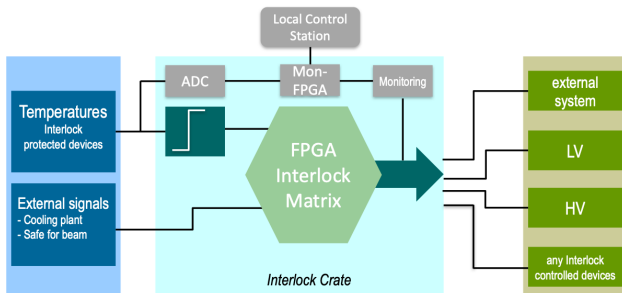 Local Control
Station
ADC
Mon-
FPGA
Monitoring
Temperatures
Interlock
protected devices
External signals
- Cooling plant
- Safe for beam
FPGA
Interlock
Matrix
Interlock Crate
external
system
LV
HV
any Interlock
controlled devices